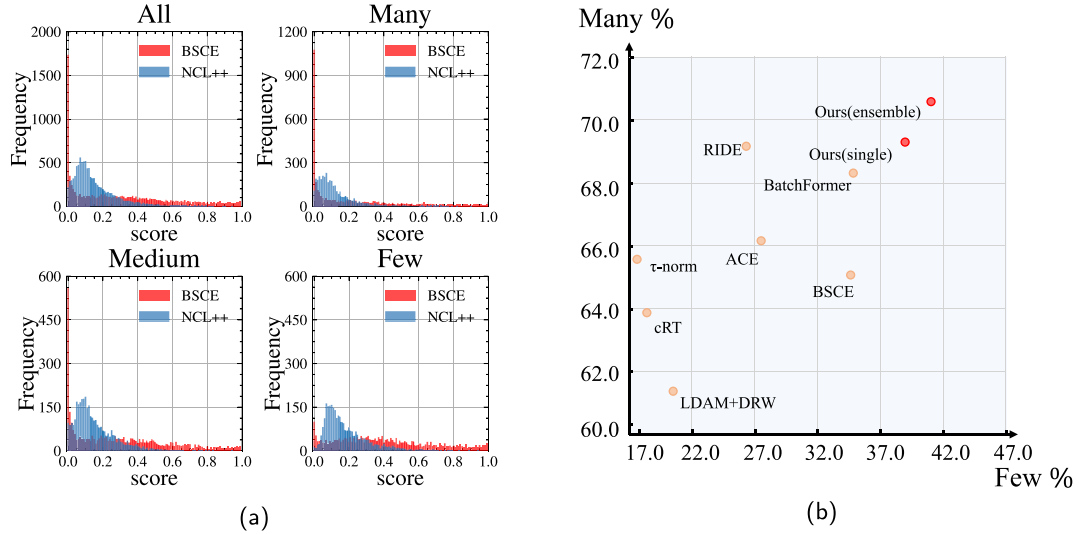 All
2000
1500
1000
500
0
Frequency
BSCE
NCL++
0.0 0.2 0.4 0.6 0.8 1.0
score
Many
1200
900
600
300
0
Frequency
BSCE
NCL++
0.0 0.2 0.4 0.6 0.8 1.0
score
Medium
600
450
300
150
0
Frequency
BSCE
NCL++
0.0 0.2 0.4 0.6 0.8 1.0
score
Few
600
450
300
150
0
Frequency
BSCE
NCL++
0.0 0.2 0.4 0.6 0.8 1.0
score
(a)
Many %
72.0
70.0
68.0
66.0
64.0
62.0
60.0
Ours(ensemble)
RIDE
Ours(single)
BatchFormer
ACE
τ-norm
BSCE
cRT
LDAM+DRW
17.0 22.0 27.0 32.0 37.0 42.0 47.0
Few %
(b)